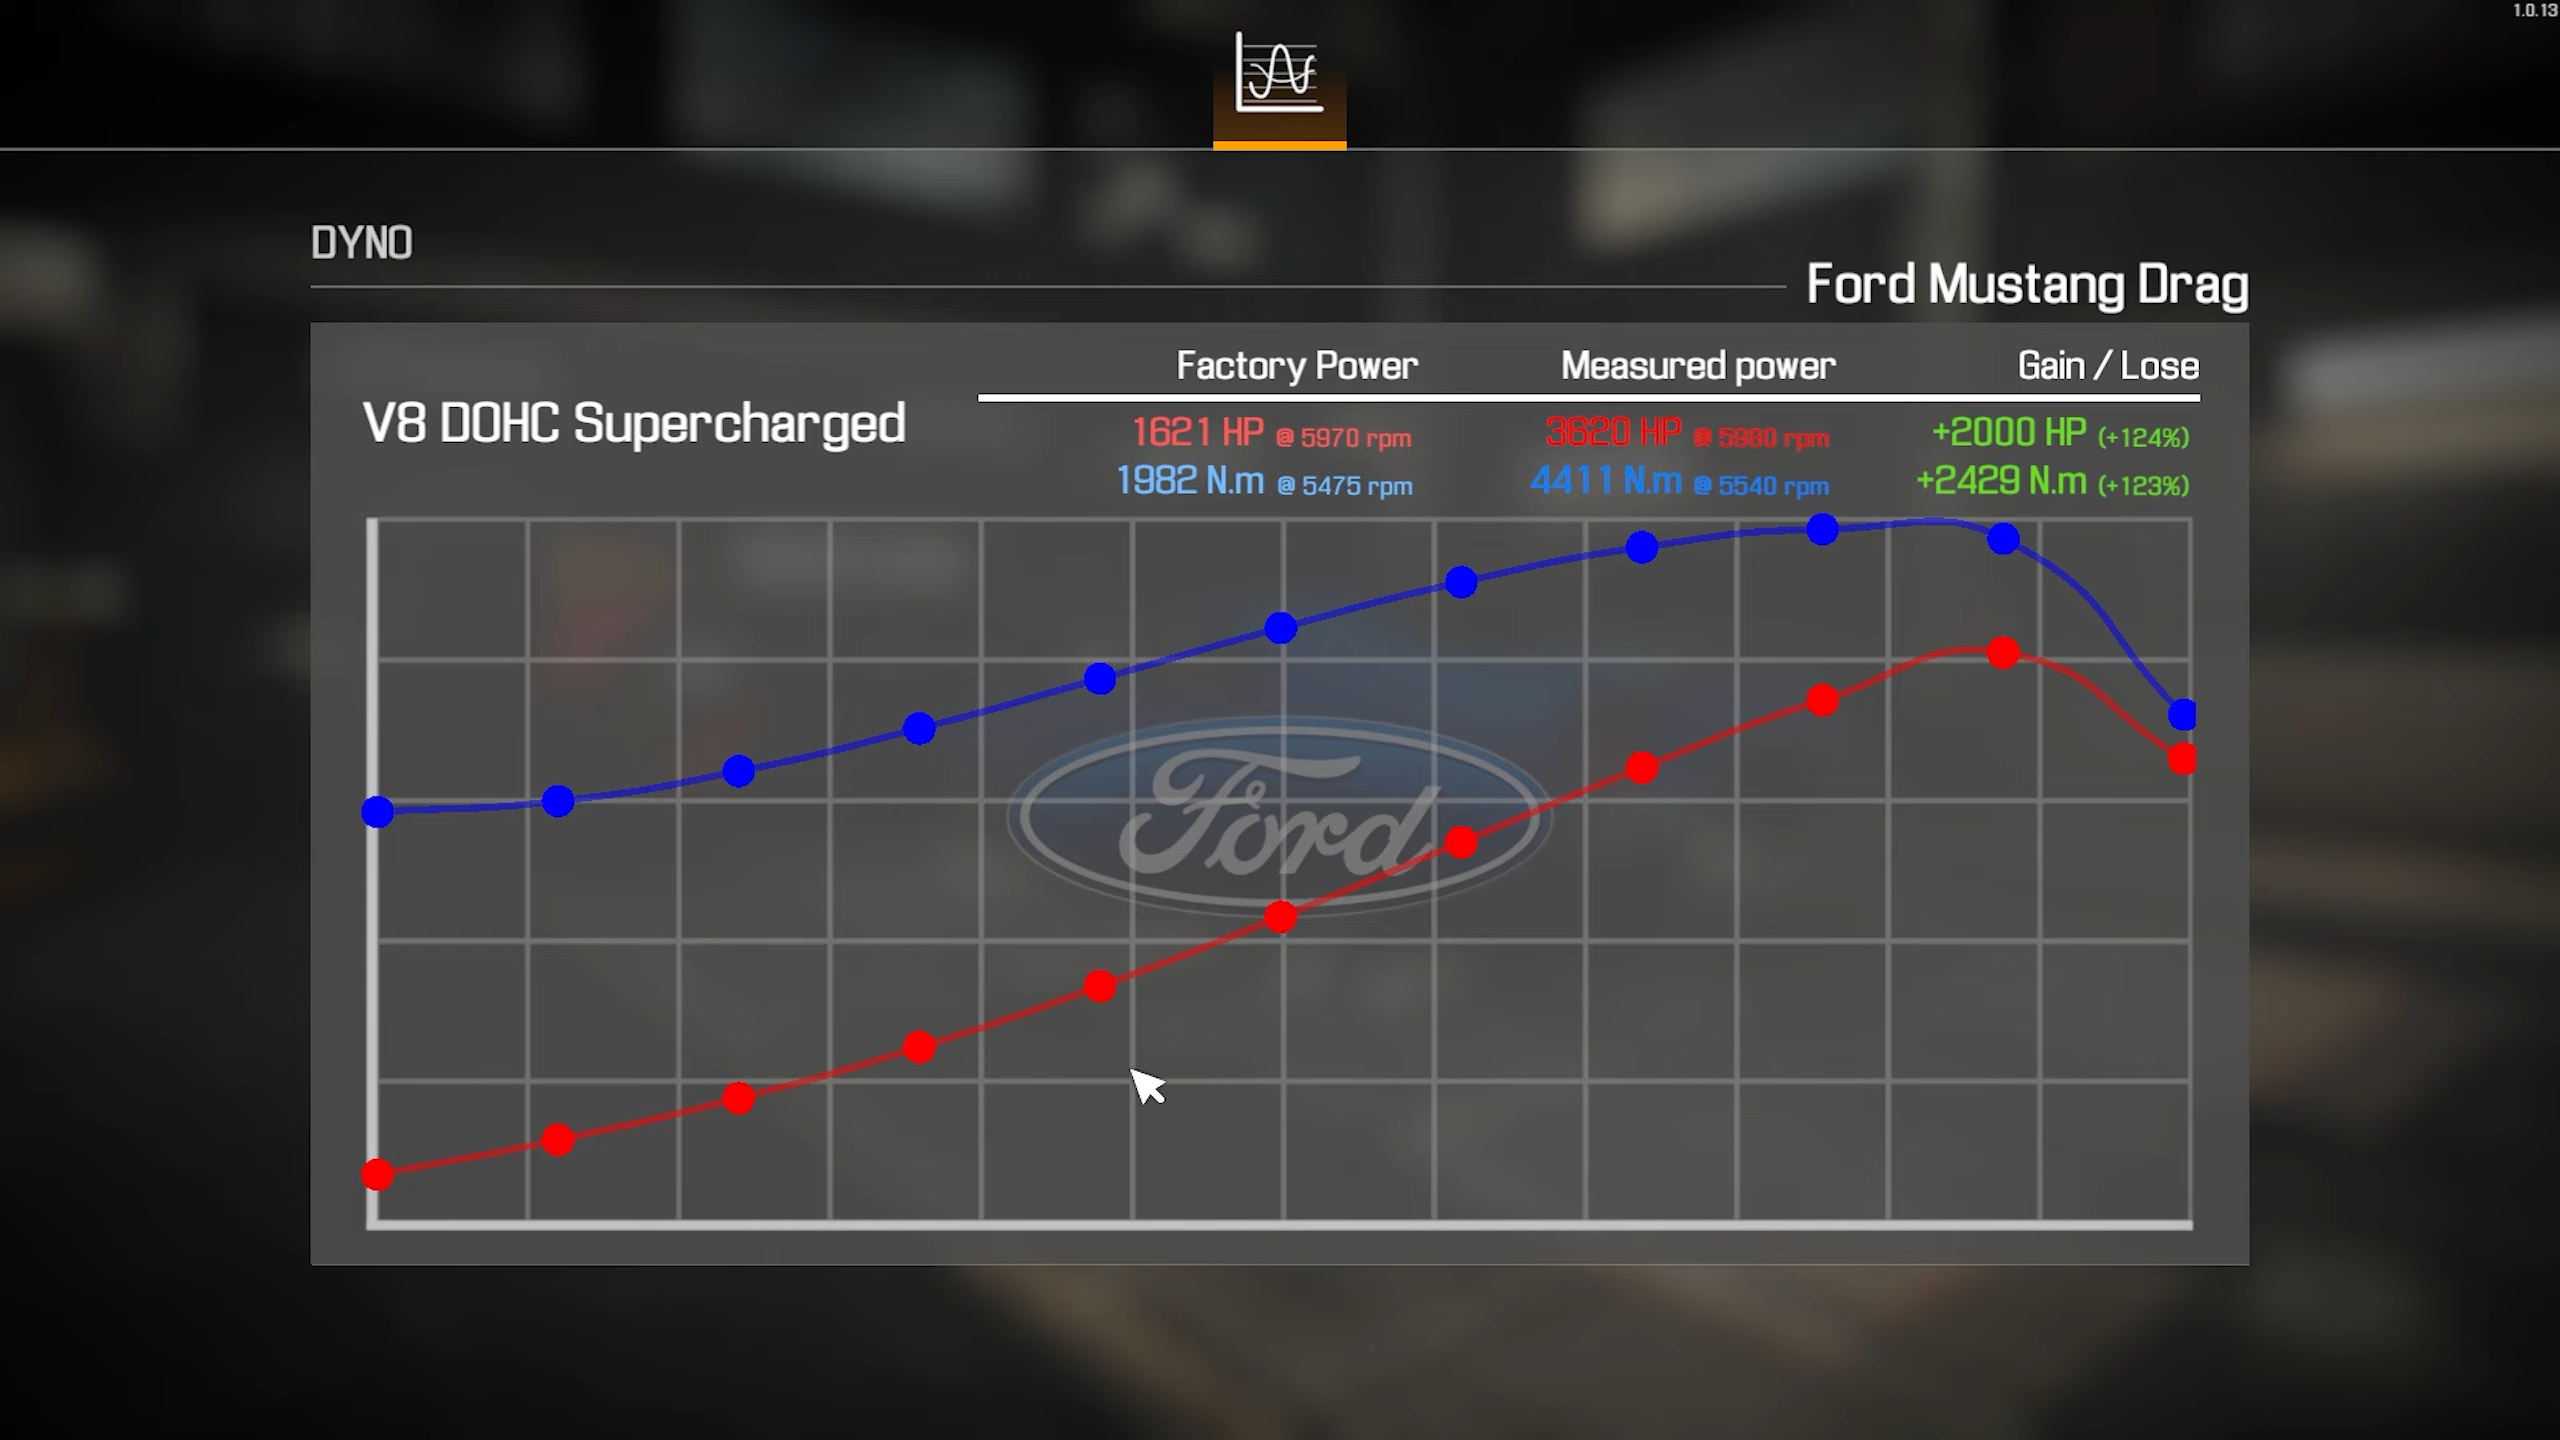 1.0.13
DYNO
Ford Mustang Drag
Factory Power Measured power Gain / Lose
V8 DOHC Supercharged
1621 HP @ 5970 rpm 3620 HP @ 5980 rpm +2000 HP (+124%)
1982 N.m @ 5475 rpm 4411 N.m @ 5540 rpm +2429 N.m (+123%)
Ford